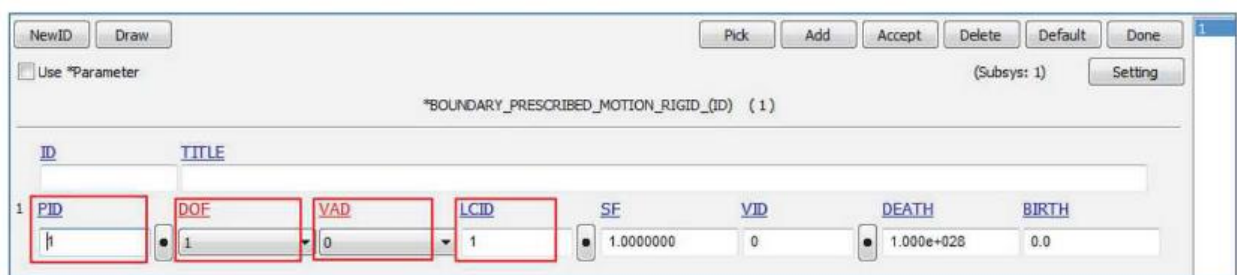 NewID Draw Pick Add Accept Delete Default Done 1
Use *Parameter (Subsys: 1) Setting
*BOUNDARY_PRESCRIBED_MOTION_RIGID_(ID) (1)
ID TITLE
1 PID DOF VAD LCID SF VID DEATH BIRTH
1 1 0 1 1.0000000 0 1.000e+028 0.0